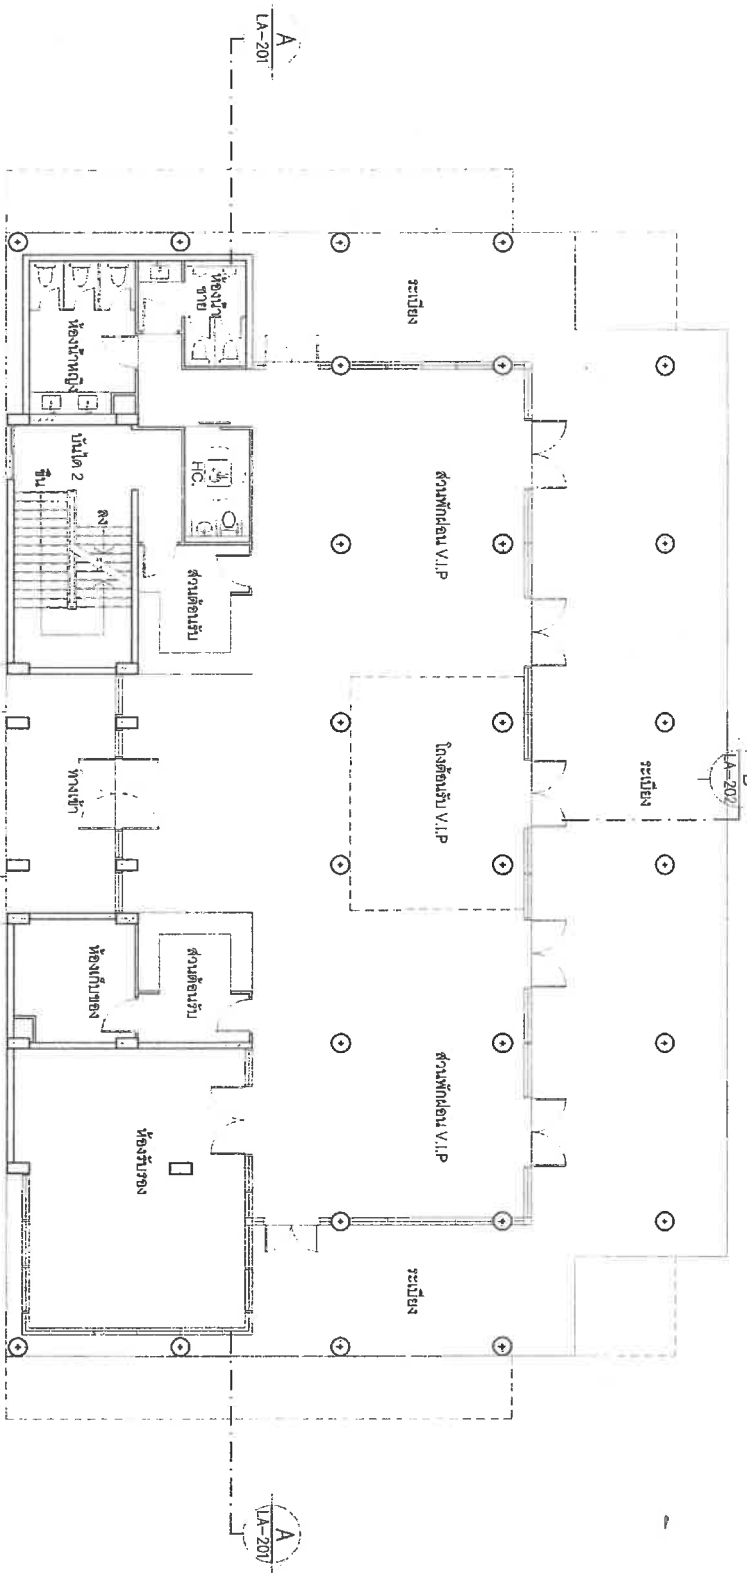 A
LA-201
ระเบียง
ห้องน้ำ
ชาย
ห้องน้ำหญิง
บันได 2
ขึ้น
ลง
HC.
ส่วนต้อนรับ
ส่วนพักผ่อน V.I.P
ทางเข้า
โถงต้อนรับ V.I.P
ระเบียง
LA-202
ห้องเก็บของ
ส่วนต้อนรับ
ส่วนพักผ่อน V.I.P
ห้องรับรอง
ระเบียง
A
LA-201